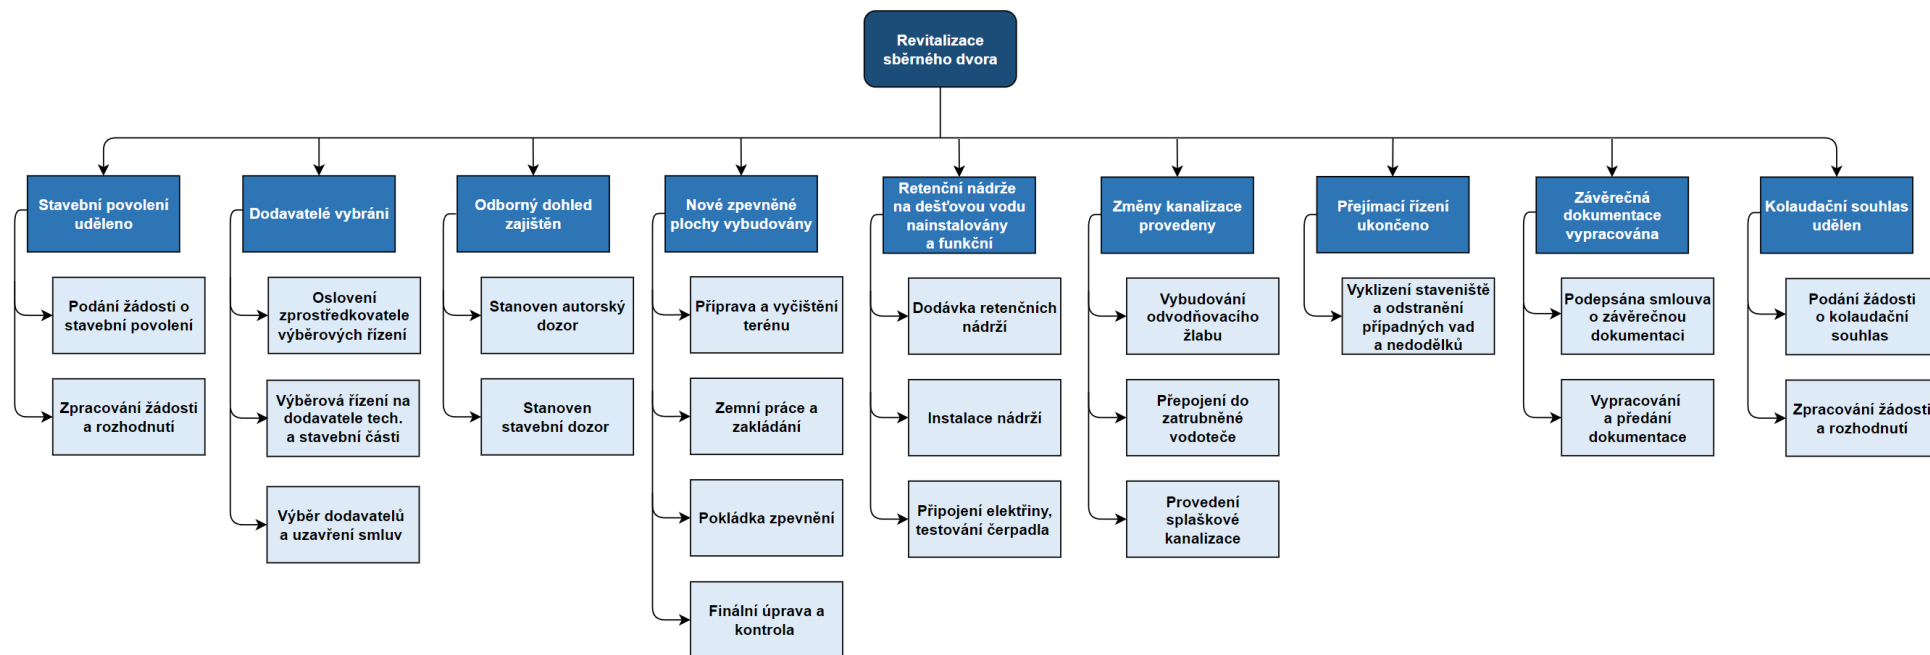 Revitalizace
sběrného dvora
Stavební povolení
uděleno
Podání žádosti o
stavební povolení
Zpracování žádosti
a rozhodnutí
Dodavatelé vybráni
Oslovení
zprostředkovatele
výběrových řízení
Výběrová řízení na
dodavatele tech.
a stavební části
Výběr dodavatelů
a uzavření smluv
Odborný dohled
zajištěn
Stanoven autorský
dozor
Stanoven
stavební dozor
Nové zpevněné
plochy vybudovány
Příprava a vyčištění
terénu
Zemní práce a
zakládání
Pokládka zpevnění
Finální úprava a
kontrola
Retenční nádrže
na dešťovou vodu
nainstalovány
a funkční
Dodávka retenčních
nádrží
Instalace nádrží
Připojení elektřiny,
testování čerpadla
Změny kanalizace
provedeny
Vybudování
odvodňovacího
žlabu
Přepojení do
zatrubněné
vodoteče
Provedení
splaškové
kanalizace
Přejímací řízení
ukončeno
Vyklizení staveniště
a odstranění
případných vad
a nedodělků
Závěrečná
dokumentace
vypracována
Podepsána smlouva
o závěrečnou
dokumentaci
Vypracování
a předání
dokumentace
Kolaudační souhlas
udělen
Podání žádosti
o kolaudační
souhlas
Zpracování žádosti
a rozhodnutí